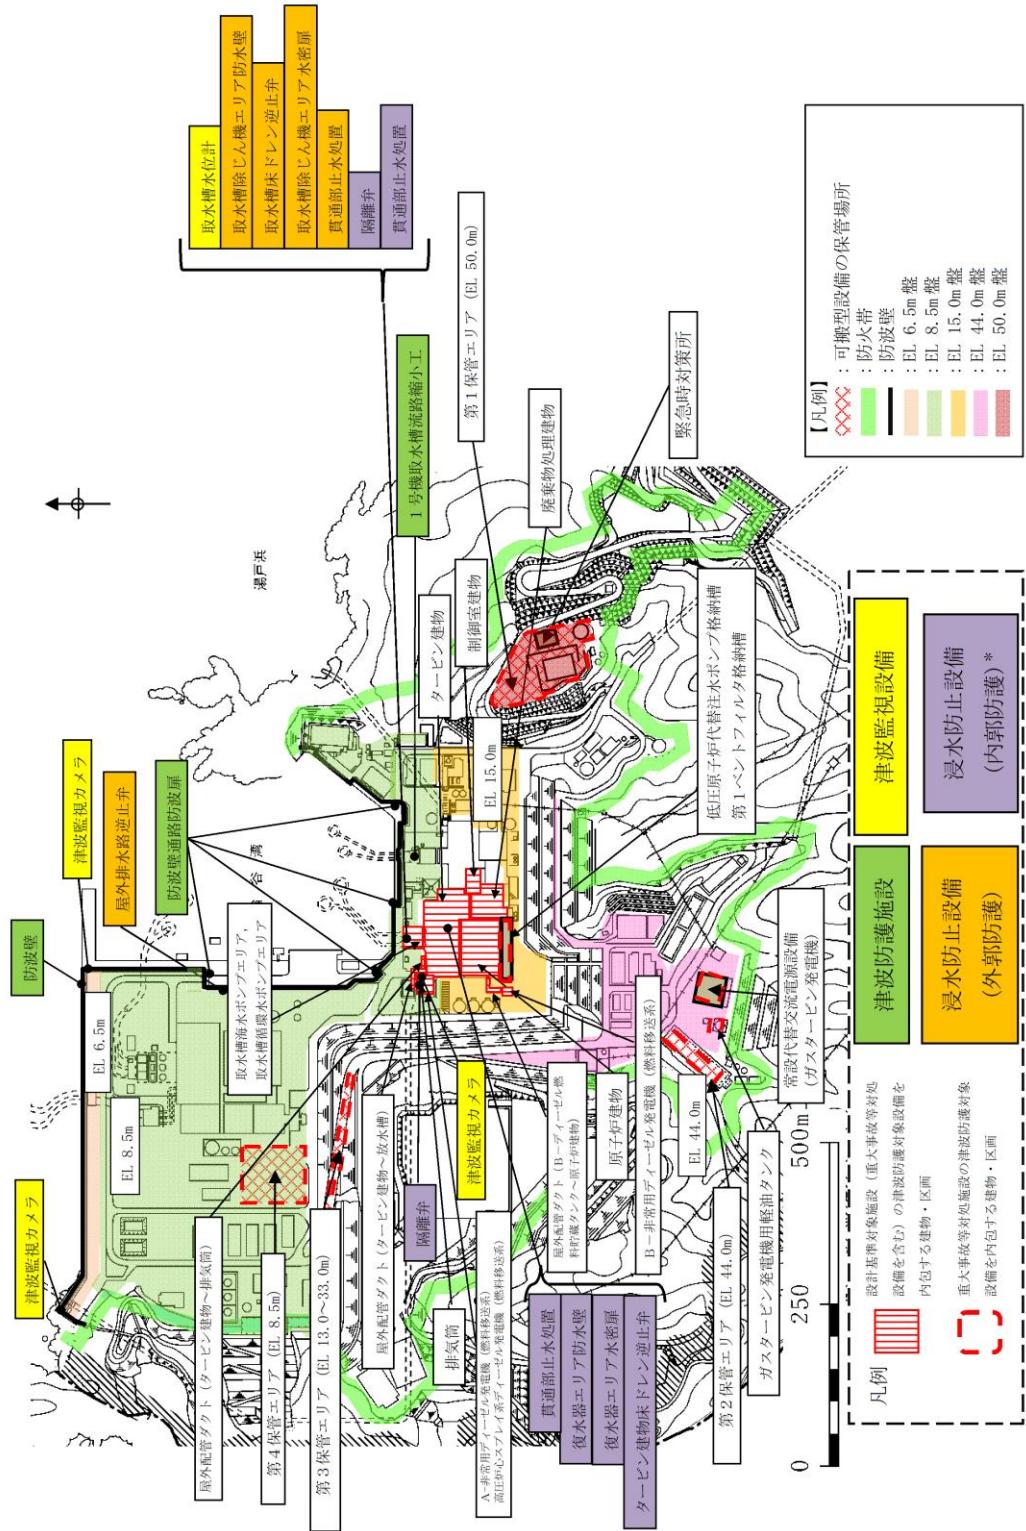 津波監視カメラ
防波壁
津波監視カメラ
屋外排水路逆止弁
防波壁通路防波扉
1号機取水槽流路縮小工
取水槽水位計
取水槽除じん機エリア防水壁
取水槽床ドレン逆止弁
取水槽除じん機エリア水密扉
貫通部止水処置
隔離弁
貫通部止水処置
湯戸浜
谷
湾
EL 6.5m
EL 8.5m
取水槽海水ポンプエリア,
取水槽循環水ポンプエリア
タービン建物
制御室建物
第1保管エリア (EL 50.0m)
廃棄物処理建物
緊急時対策所
EL 15.0m
屋外配管ダクト (タービン建物～排気筒)
第4保管エリア (EL 8.5m)
第3保管エリア (EL 13.0～33.0m)
屋外配管ダクト (タービン建物～放水槽)
隔離弁
津波監視カメラ
排気筒
A-非常用ディーゼル発電機 (燃料移送系)
高圧炉心スプレイ系ディーゼル発電機 (燃料移送系)
貫通部止水処置
復水器エリア防水壁
復水器エリア水密扉
タービン建物床ドレン逆止弁
屋外配管ダクト (B-ディーゼル燃
料貯蔵タンク～原子炉建物)
原子炉建物
B-非常用ディーゼル発電機 (燃料移送系)
EL 44.0m
第2保管エリア (EL 44.0m)
ガスタービン発電機用軽油タンク
常設代替交流電源設備
(ガスタービン発電機)
低圧原子炉代替注水ポンプ格納槽
第1ベントフィルタ格納槽
【凡例】
: 可搬型設備の保管場所
: 防火帯
: 防波壁
: EL 6.5m盤
: EL 8.5m盤
: EL 15.0m盤
: EL 44.0m盤
: EL 50.0m盤
0
250
500m
凡例
設計基準対象施設 (重大事故等対処
設備を含む) の津波防護対象設備を
内包する建物・区画
重大事故等対処施設の津波防護対象
設備を内包する建物・区画
津波防護施設
津波監視設備
浸水防止設備
(外郭防護)
浸水防止設備
(内郭防護)*